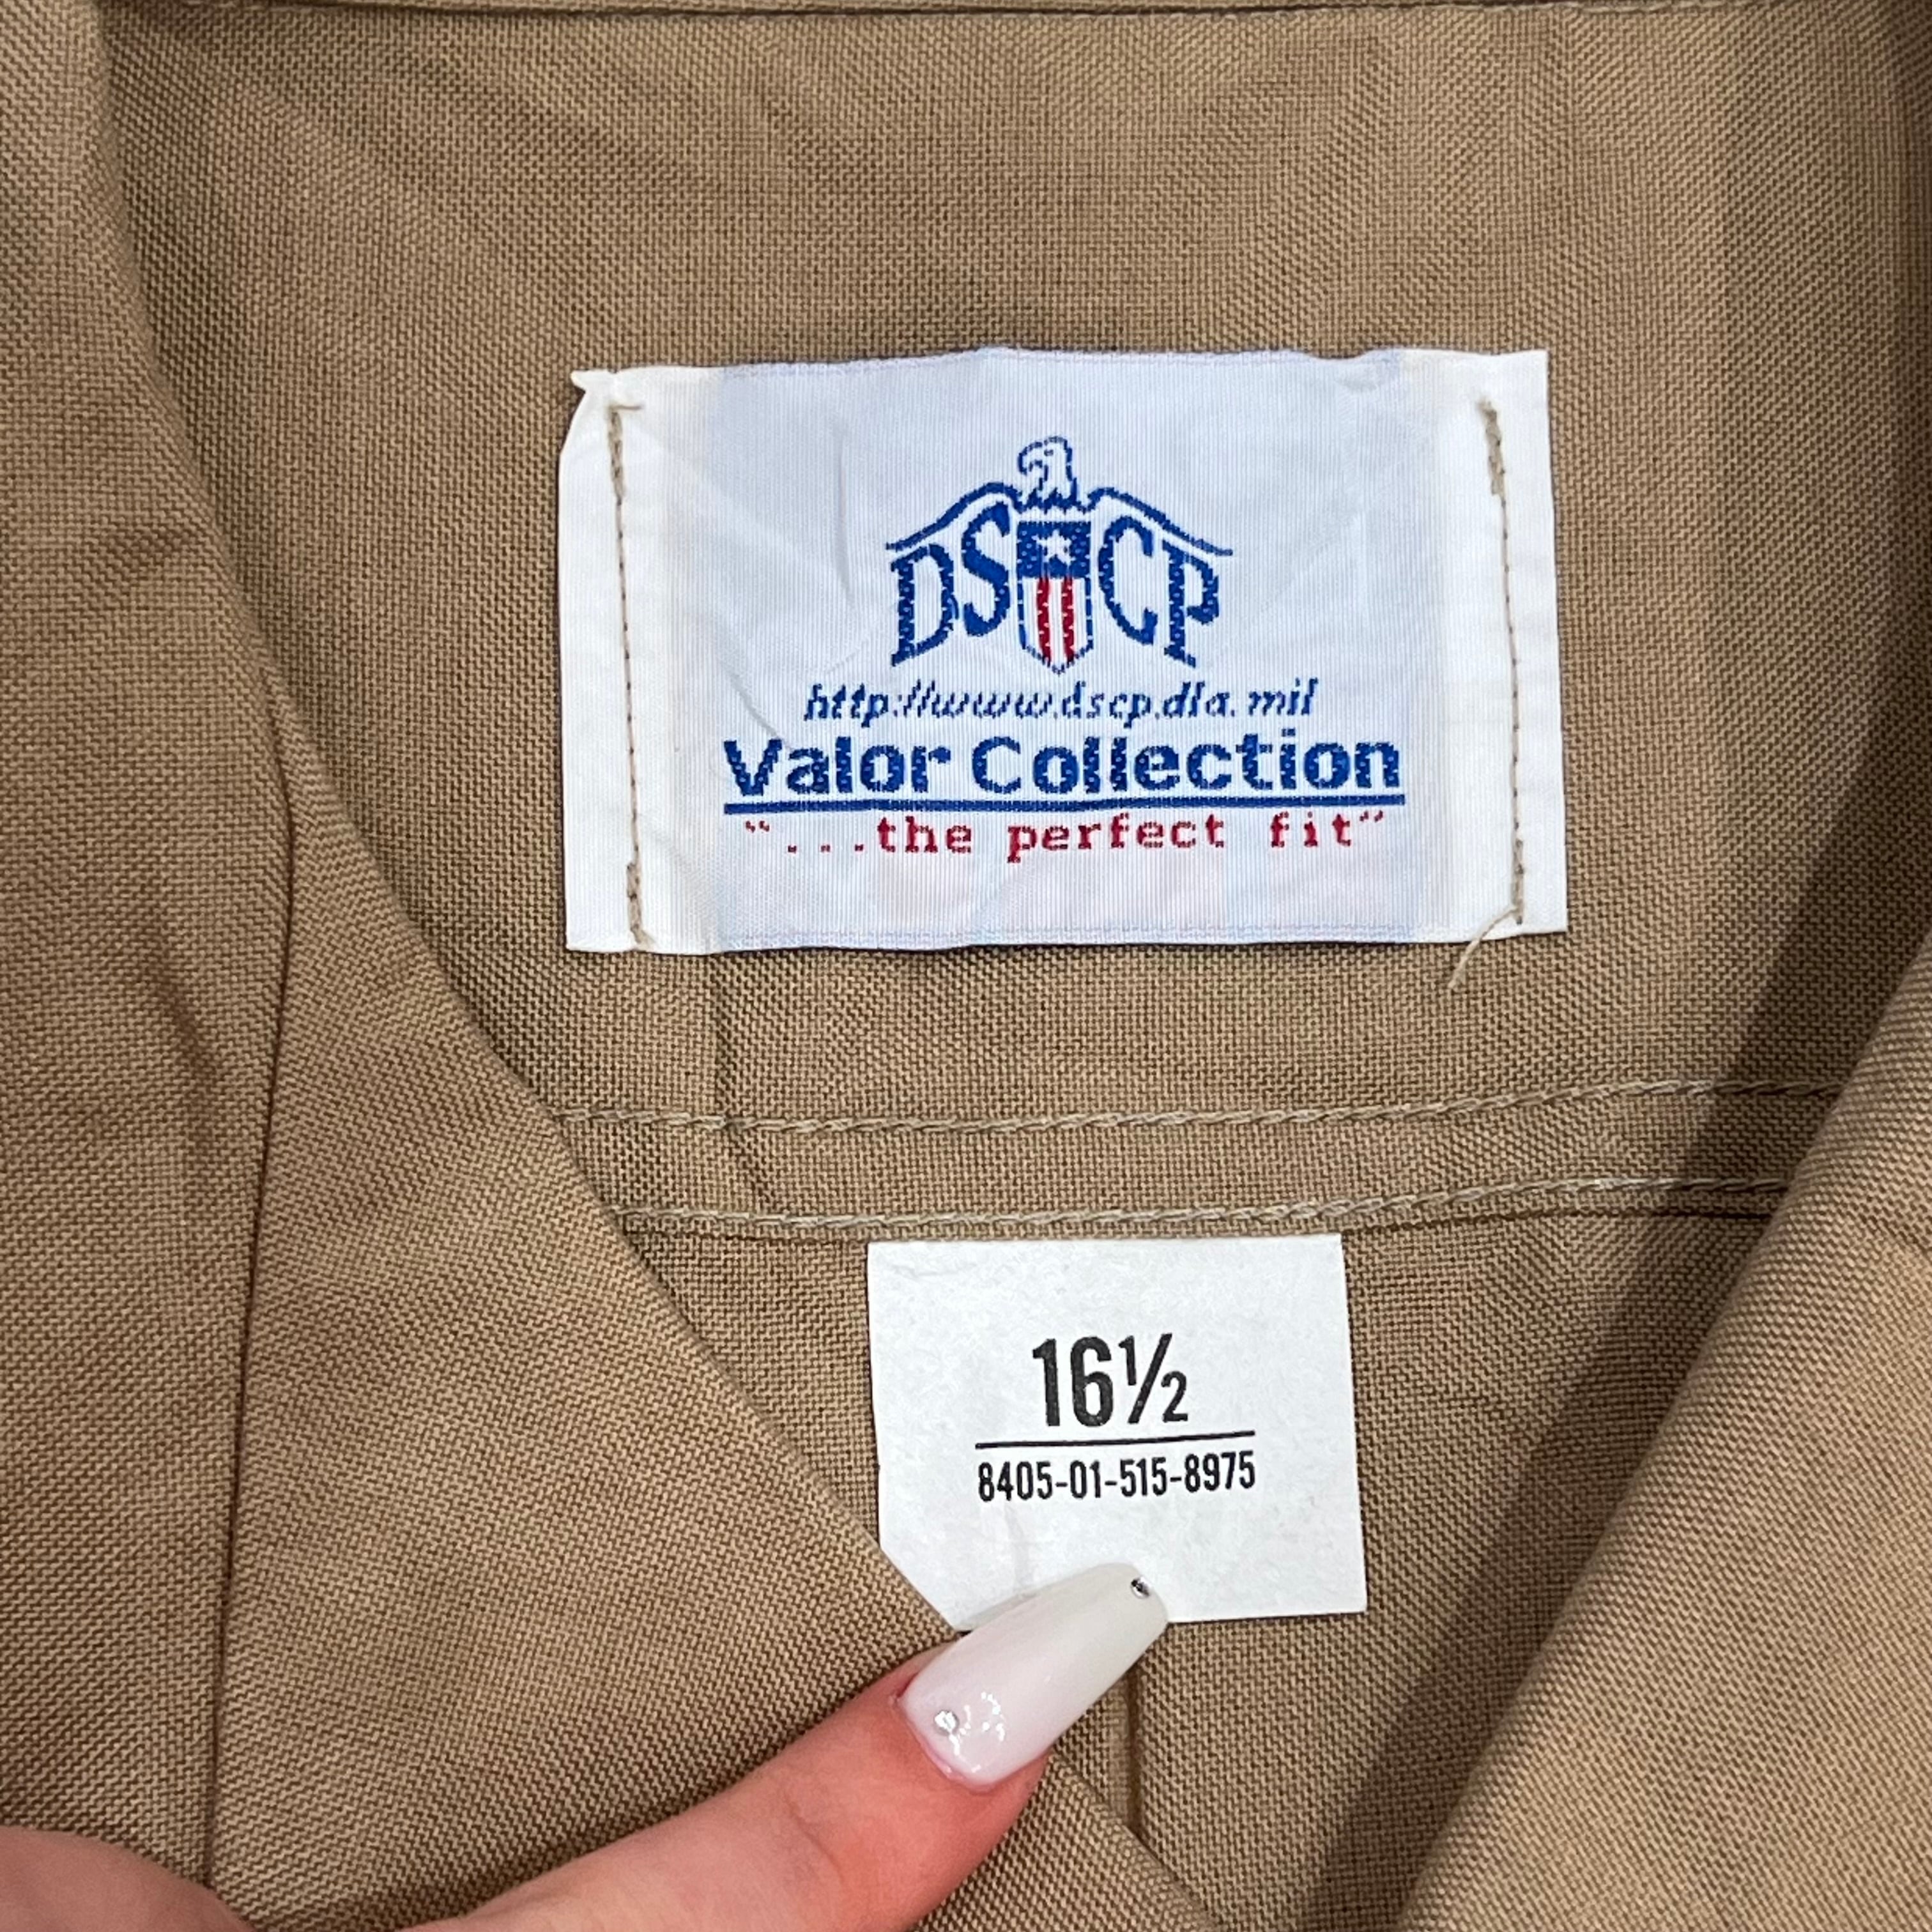 DSCP
http://www.dscp.dla.mil
Valor Collection
"...the perfect fit"
16½
8405-01-515-8975